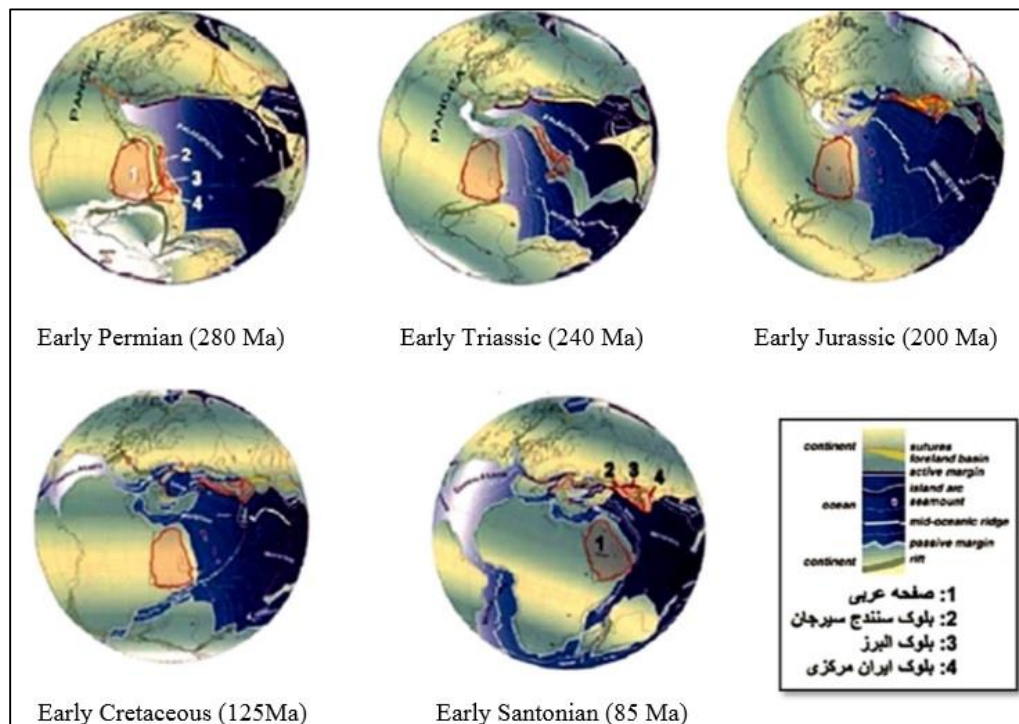 PANGEA
1
2
3
4
PANGEA
Early Permian (280 Ma)
Early Triassic (240 Ma)
Early Jurassic (200 Ma)
2
3
4
1
continent
sutures
foreland basin
active margin
island arc
ocean
seamount
mid-oceanic ridge
passive margin
continent
rift
1: صفحه عربی
2: بلوک سنندج سیرجان
3: بلوک البرز
4: بلوک ایران مرکزی
Early Cretaceous (125Ma)
Early Santonian (85 Ma)